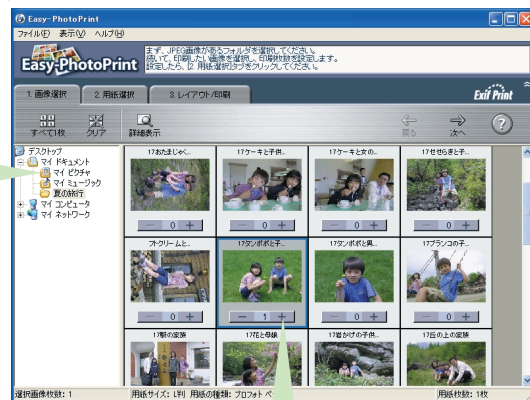 Easy-PhotoPrint
ファイル(F) 表示(V) ヘルプ(H)
Easy-PhotoPrint
まず、JPEG画像があるフォルダを選択してください。
続いて、印刷したい画像を選択し、印刷枚数を設定します。
設定したら、[2. 用紙選択]タブをクリックしてください。
1. 画像選択 2. 用紙選択 3. レイアウト/印刷
Exif Print
すべて1枚 クリア 詳細表示 戻る 次へ ?
デスクトップ
マイ ドキュメント
マイ ピクチャ
マイ ミュージック
夏の旅行
マイ コンピュータ
マイ ネットワーク
17おたまじゃく... 17ケーキと子供... 17ケーキと女の... 17せせらぎと子...
− 0 + − 0 + − 0 + − 0 +
フトクリームと... 17タンポポと子... 17タンポポと男... 17ブランコの子...
− 0 + − 1 + − 0 + − 0 +
17駅の家族 17花と母娘 17岩かげの子供... 17丘の上の家族
選択画像枚数: 1 用紙サイズ: L判 用紙の種類: プロフォト ペ 用紙枚数: 1枚